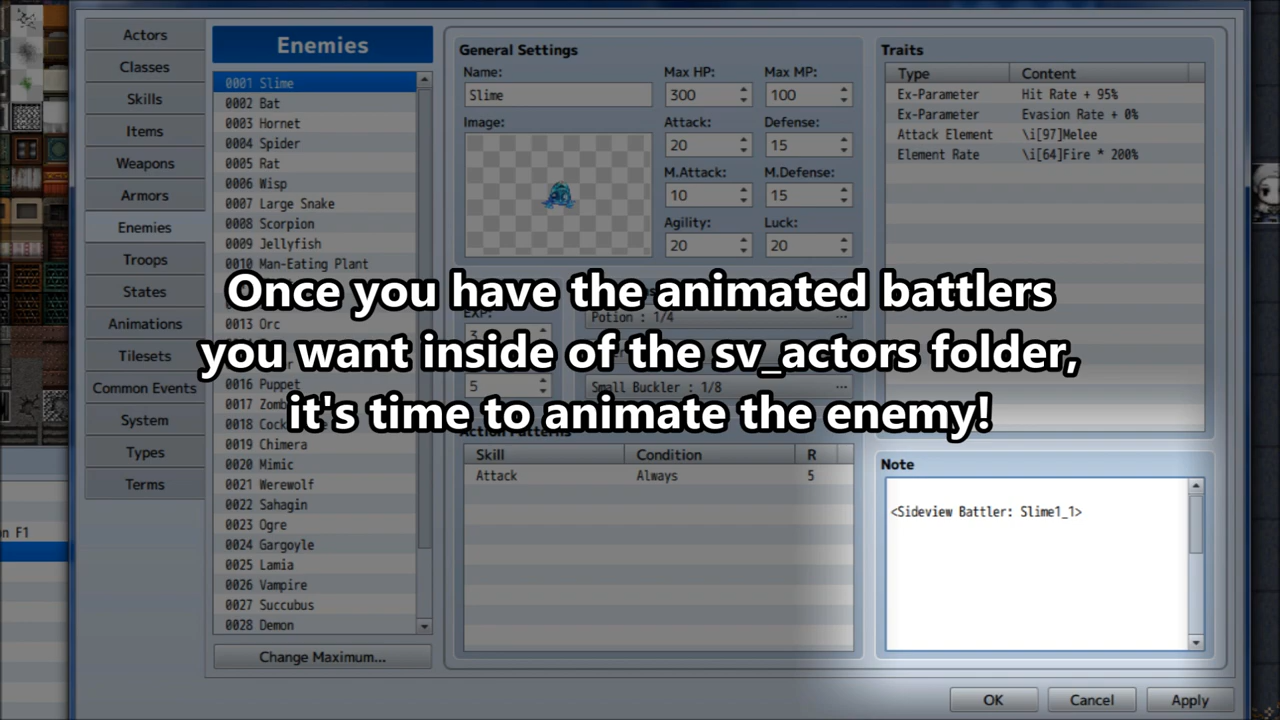 Actors
Classes
Skills
Items
Weapons
Armors
Enemies
Troops
States
Animations
Tilesets
Common Events
System
Types
Terms
Enemies
0001 Slime
0002 Bat
0003 Hornet
0004 Spider
0005 Rat
0006 Wisp
0007 Large Snake
0008 Scorpion
0009 Jellyfish
0010 Man-Eating Plant
0013 Orc
0016 Puppet
0017
0018
0019 Chimera
0020 Mimic
0021 Werewolf
0022 Sahagin
0023 Ogre
0024 Gargoyle
0025 Lamia
0026 Vampire
0027 Succubus
0028 Demon
Change Maximum...
General Settings
Name:
Slime
Image:
Max HP:
300
Max MP:
100
Attack:
20
Defense:
15
M.Attack:
10
M.Defense:
15
Agility:
20
Luck:
20
EXP:
5
Potion : 1/4
Small Buckler : 1/8
Once you have the animated battlers
you want inside of the sv_actors folder,
it's time to animate the enemy!
Action Patterns
Skill Condition R
Attack Always 5
Traits
Type Content
Ex-Parameter Hit Rate + 95%
Ex-Parameter Evasion Rate + 0%
Attack Element \i[97]Melee
Element Rate \i[64]Fire * 200%
Note
<Sideview Battler: Slime1_1>
OK Cancel Apply
on F1